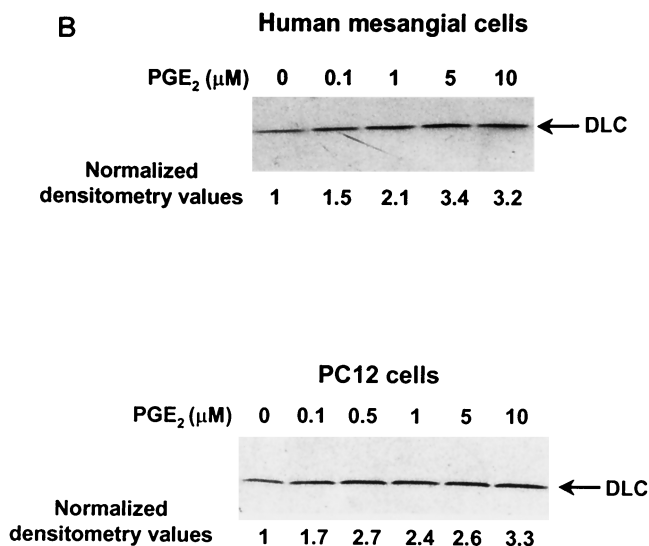 B
Human mesangial cells
PGE₂ (μM) 0 0.1 1 5 10
DLC
Normalized
densitometry values 1 1.5 2.1 3.4 3.2
PC12 cells
PGE₂ (μM) 0 0.1 0.5 1 5 10
DLC
Normalized
densitometry values 1 1.7 2.7 2.4 2.6 3.3